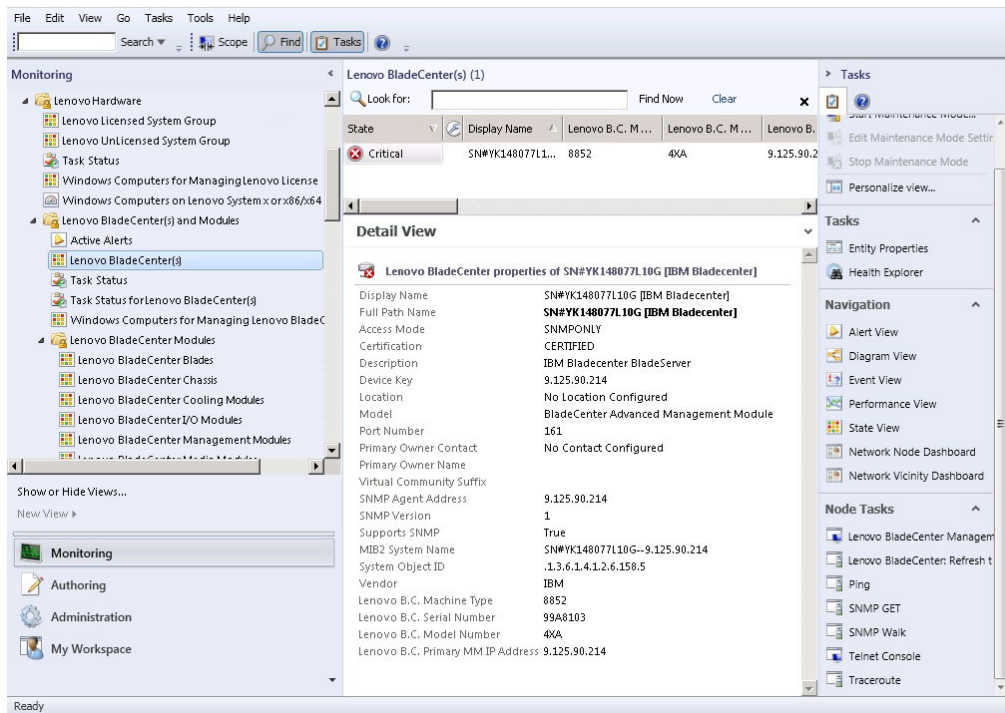 File Edit View Go Tasks Tools Help
Search Scope Find Tasks
Monitoring
Lenovo Hardware
Lenovo Licensed System Group
Lenovo UnLicensed System Group
Task Status
Windows Computers for Managing Lenovo License
Windows Computers on Lenovo System x or x86/x64
Lenovo BladeCenter(s) and Modules
Active Alerts
Lenovo BladeCenter(s)
Task Status
Task Status for Lenovo BladeCenter(s)
Windows Computers for Managing Lenovo BladeC
Lenovo BladeCenter Modules
Lenovo BladeCenter Blades
Lenovo BladeCenter Chassis
Lenovo BladeCenter Cooling Modules
Lenovo BladeCenter I/O Modules
Lenovo BladeCenter Management Modules
Show or Hide Views...
New View
Monitoring
Authoring
Administration
My Workspace
Ready
Lenovo BladeCenter(s) (1)
Look for: Find Now Clear
State Display Name Lenovo B.C. M... Lenovo B.C. M... Lenovo B.
Critical SN#YK148077L1... 8852 4XA 9.125.90.2
Detail View
Lenovo BladeCenter properties of SN#YK148077L10G [IBM Bladecenter]
Display Name SN#YK148077L10G [IBM Bladecenter]
Full Path Name SN#YK148077L10G [IBM Bladecenter]
Access Mode SNMPONLY
Certification CERTIFIED
Description IBM Bladecenter BladeServer
Device Key 9.125.90.214
Location No Location Configured
Model BladeCenter Advanced Management Module
Port Number 161
Primary Owner Contact No Contact Configured
Primary Owner Name
Virtual Community Suffix
SNMP Agent Address 9.125.90.214
SNMP Version 1
Supports SNMP True
MIB2 System Name SN#YK148077L10G--9.125.90.214
System Object ID .1.3.6.1.4.1.2.6.158.5
Vendor IBM
Lenovo B.C. Machine Type 8852
Lenovo B.C. Serial Number 99A8103
Lenovo B.C. Model Number 4XA
Lenovo B.C. Primary MM IP Address 9.125.90.214
Tasks
Start Maintenance Mode...
Edit Maintenance Mode Settin
Stop Maintenance Mode
Personalize view...
Tasks
Entity Properties
Health Explorer
Navigation
Alert View
Diagram View
Event View
Performance View
State View
Network Node Dashboard
Network Vicinity Dashboard
Node Tasks
Lenovo BladeCenter Managem
Lenovo BladeCenter: Refresh t
Ping
SNMP GET
SNMP Walk
Telnet Console
Traceroute